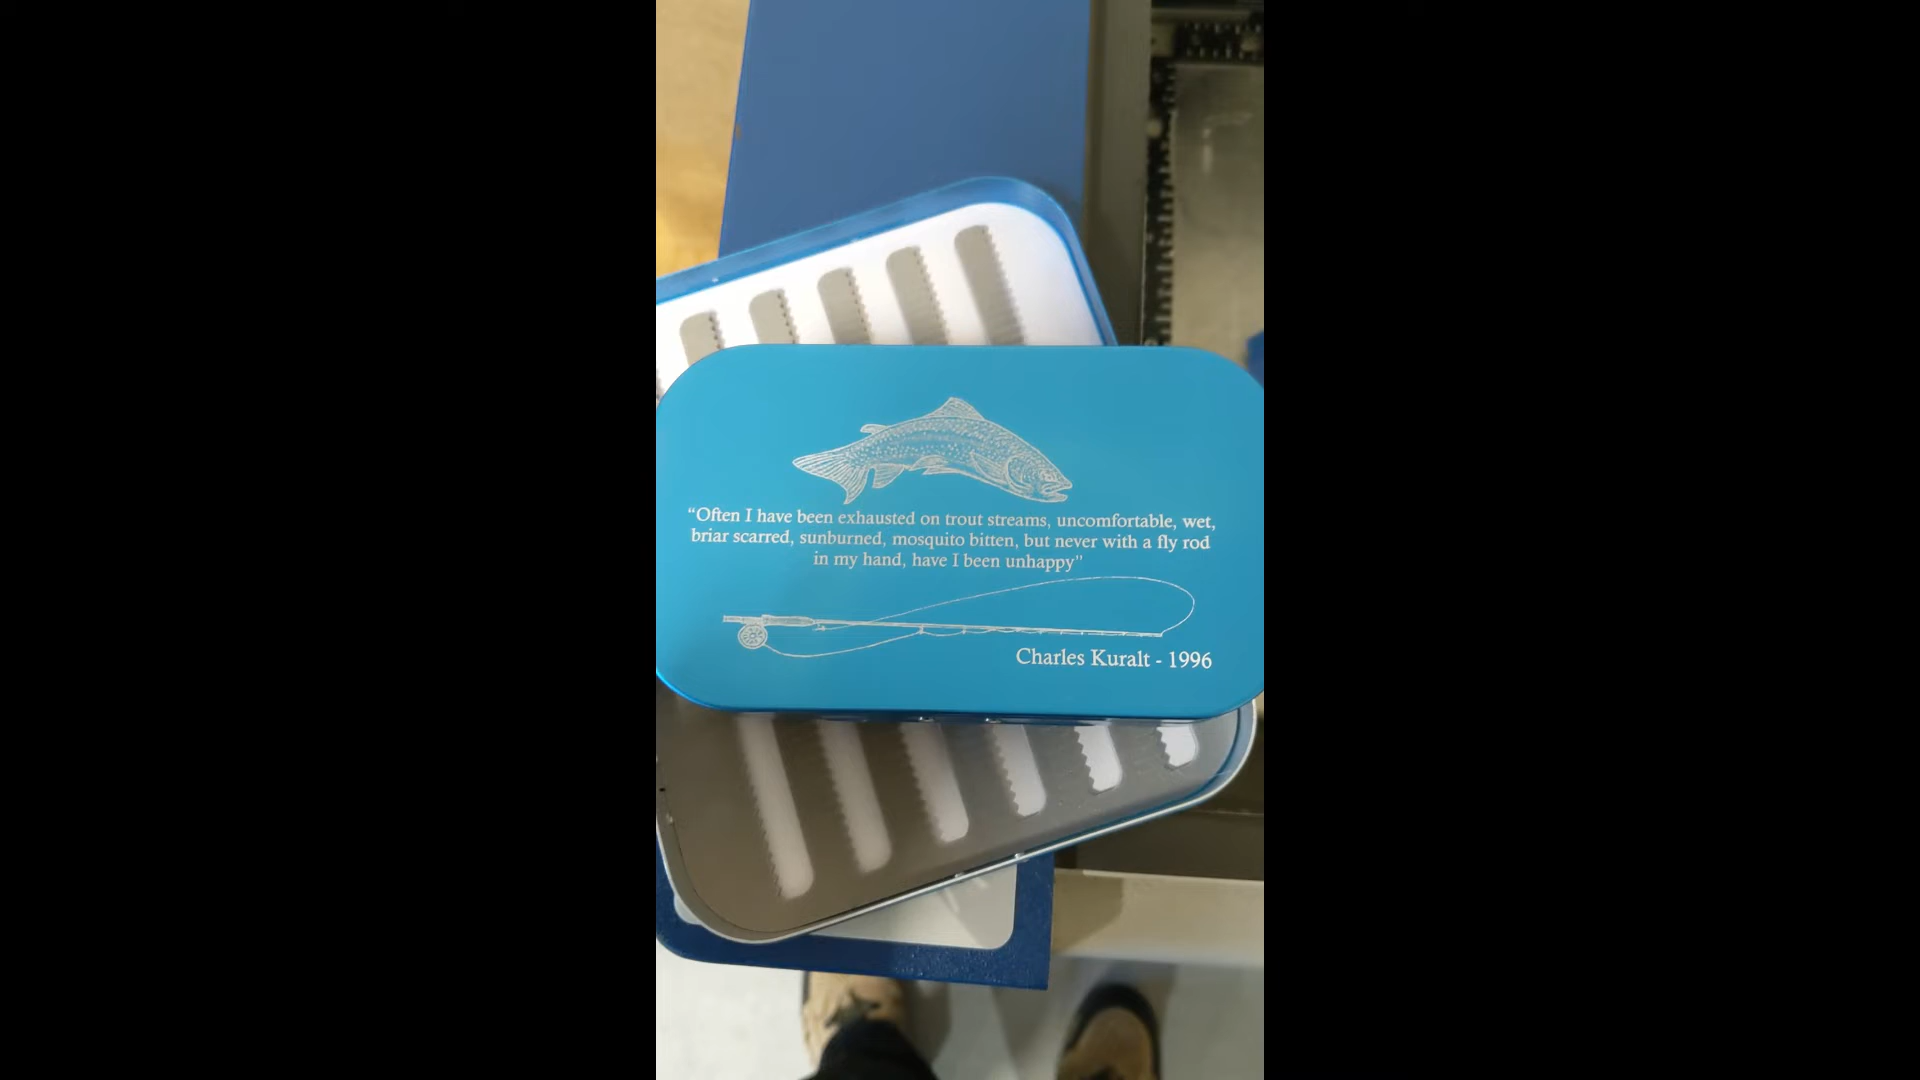 “Often I have been exhausted on trout streams, uncomfortable, wet,
briar scarred, sunburned, mosquito bitten, but never with a fly rod
in my hand, have I been unhappy”
Charles Kuralt - 1996